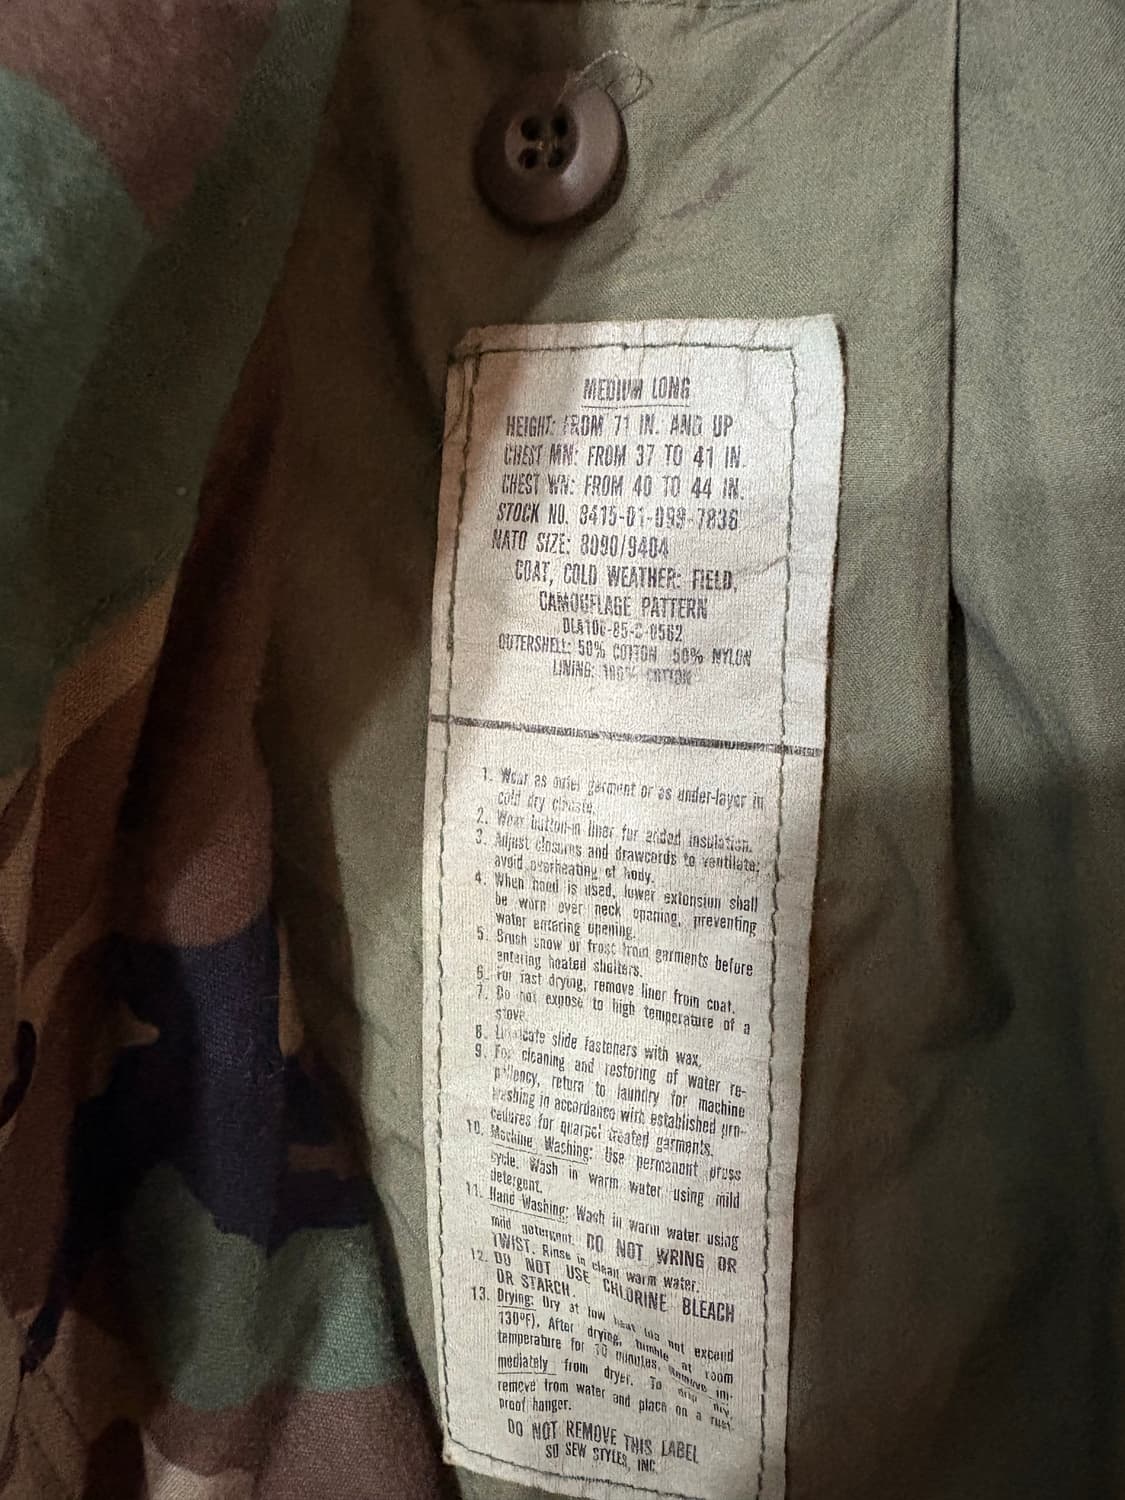 MEDIUM LONG
HEIGHT: FROM 71 IN. AND UP
CHEST MN: FROM 37 TO 41 IN.
CHEST WN: FROM 40 TO 44 IN.
STOCK NO. 8415-01-099-7836
NATO SIZE: 8090/9404
COAT, COLD WEATHER: FIELD,
CAMOUFLAGE PATTERN
DLA100-85-C-0562
OUTERSHELL: 50% COTTON 50% NYLON
LINING: 100% COTTON
1. Wear as outer garment or as under-layer in
cold dry climate.
2. Wear button-in liner for added insulation.
3. Adjust closures and drawcords to ventilate;
avoid overheating of body.
4. When hood is used, lower extension shall
be worn over neck opening, preventing
water entering opening.
5. Brush snow or frost from garments before
entering heated shelters.
6. For fast drying, remove liner from coat.
7. Do not expose to high temperature of a
stove.
8. Lubricate slide fasteners with wax.
9. For cleaning and restoring of water re-
pellency, return to laundry for machine
washing in accordance with established pro-
cedures for quarpel treated garments.
10. Machine Washing: Use permanent press
cycle. Wash in warm water using mild
detergent.
11. Hand Washing: Wash in warm water using
mild detergent. DO NOT WRING OR
TWIST. Rinse in clean warm water.
12. DO NOT USE CHLORINE BLEACH
OR STARCH.
13. Drying: Dry at low heat (do not exceed
130ºF). After drying, tumble at room
temperature for 10 minutes. Remove im-
mediately from dryer. To drip dry,
remove from water and place on a rust-
proof hanger.
DO NOT REMOVE THIS LABEL
SO SEW STYLES, INC.